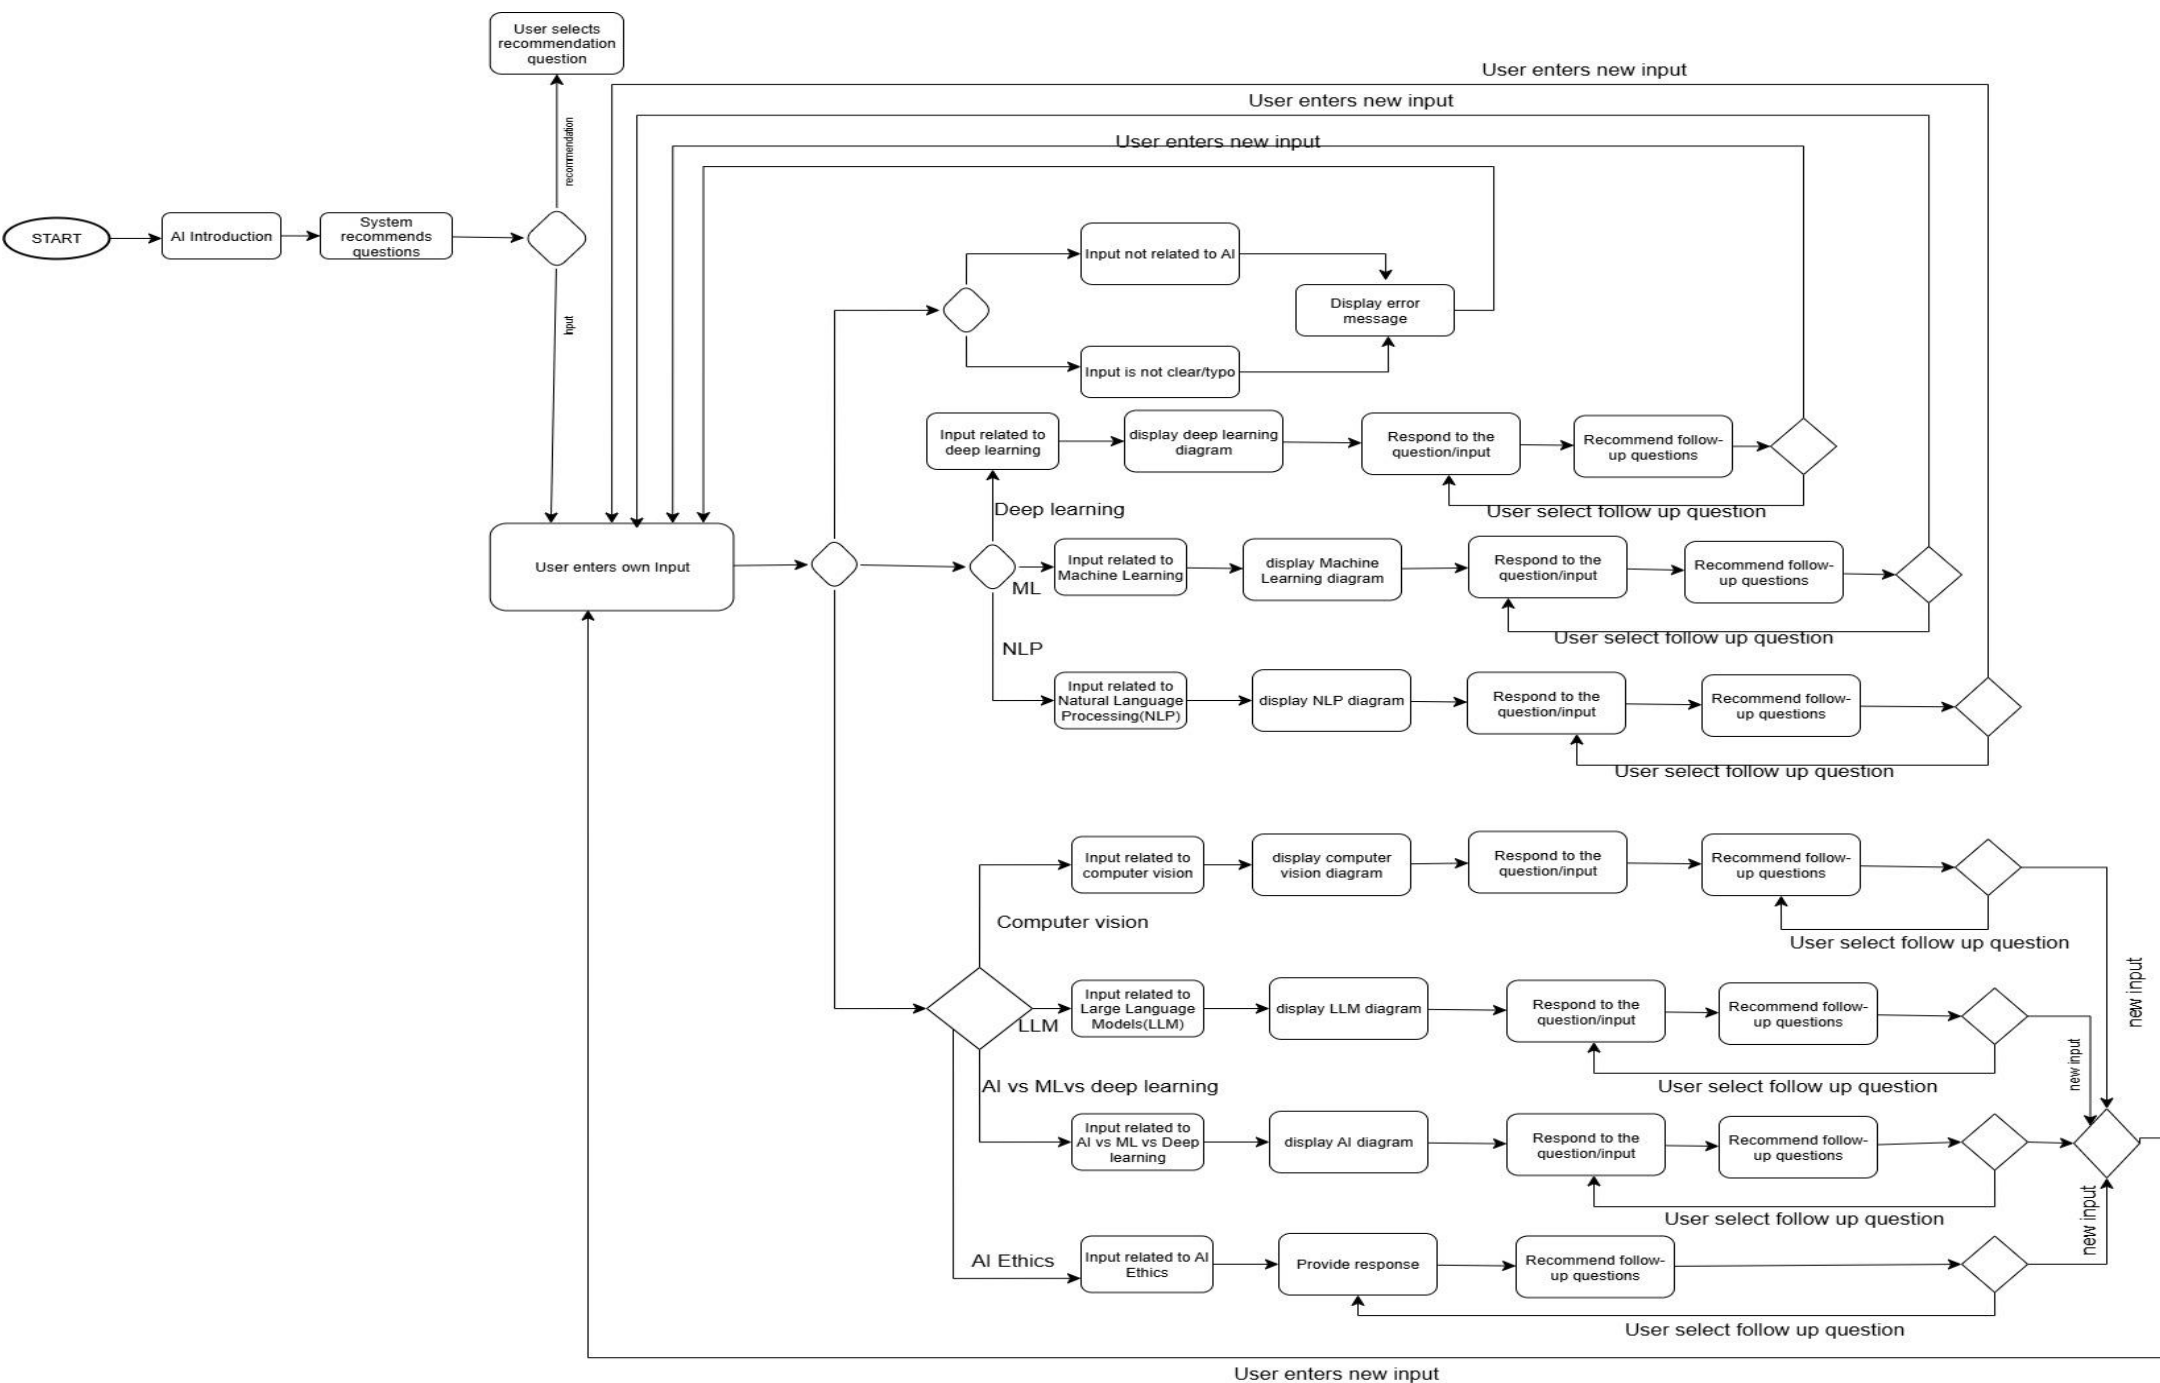 User selects
recommendation
question
User enters new input
User enters new input
User enters new input
recommendation
START
AI Introduction
System
recommends
questions
Input
Input not related to AI
Display error
message
Input is not clear/typo
Input related to
deep learning
display deep learning
diagram
Respond to the
question/input
Recommend follow-
up questions
Deep learning
User select follow up question
User enters own Input
Input related to
Machine Learning
ML
display Machine
Learning diagram
Respond to the
question/input
Recommend follow-
up questions
User select follow up question
NLP
Input related to
Natural Language
Processing(NLP)
display NLP diagram
Respond to the
question/input
Recommend follow-
up questions
User select follow up question
Input related to
computer vision
display computer
vision diagram
Respond to the
question/input
Recommend follow-
up questions
Computer vision
User select follow up question
new input
Input related to
Large Language
Models(LLM)
LLM
display LLM diagram
Respond to the
question/input
Recommend follow-
up questions
new input
User select follow up question
AI vs MLvs deep learning
Input related to
AI vs ML vs Deep
learning
display AI diagram
Respond to the
question/input
Recommend follow-
up questions
User select follow up question
new input
AI Ethics
Input related to AI
Ethics
Provide response
Recommend follow-
up questions
User select follow up question
User enters new input